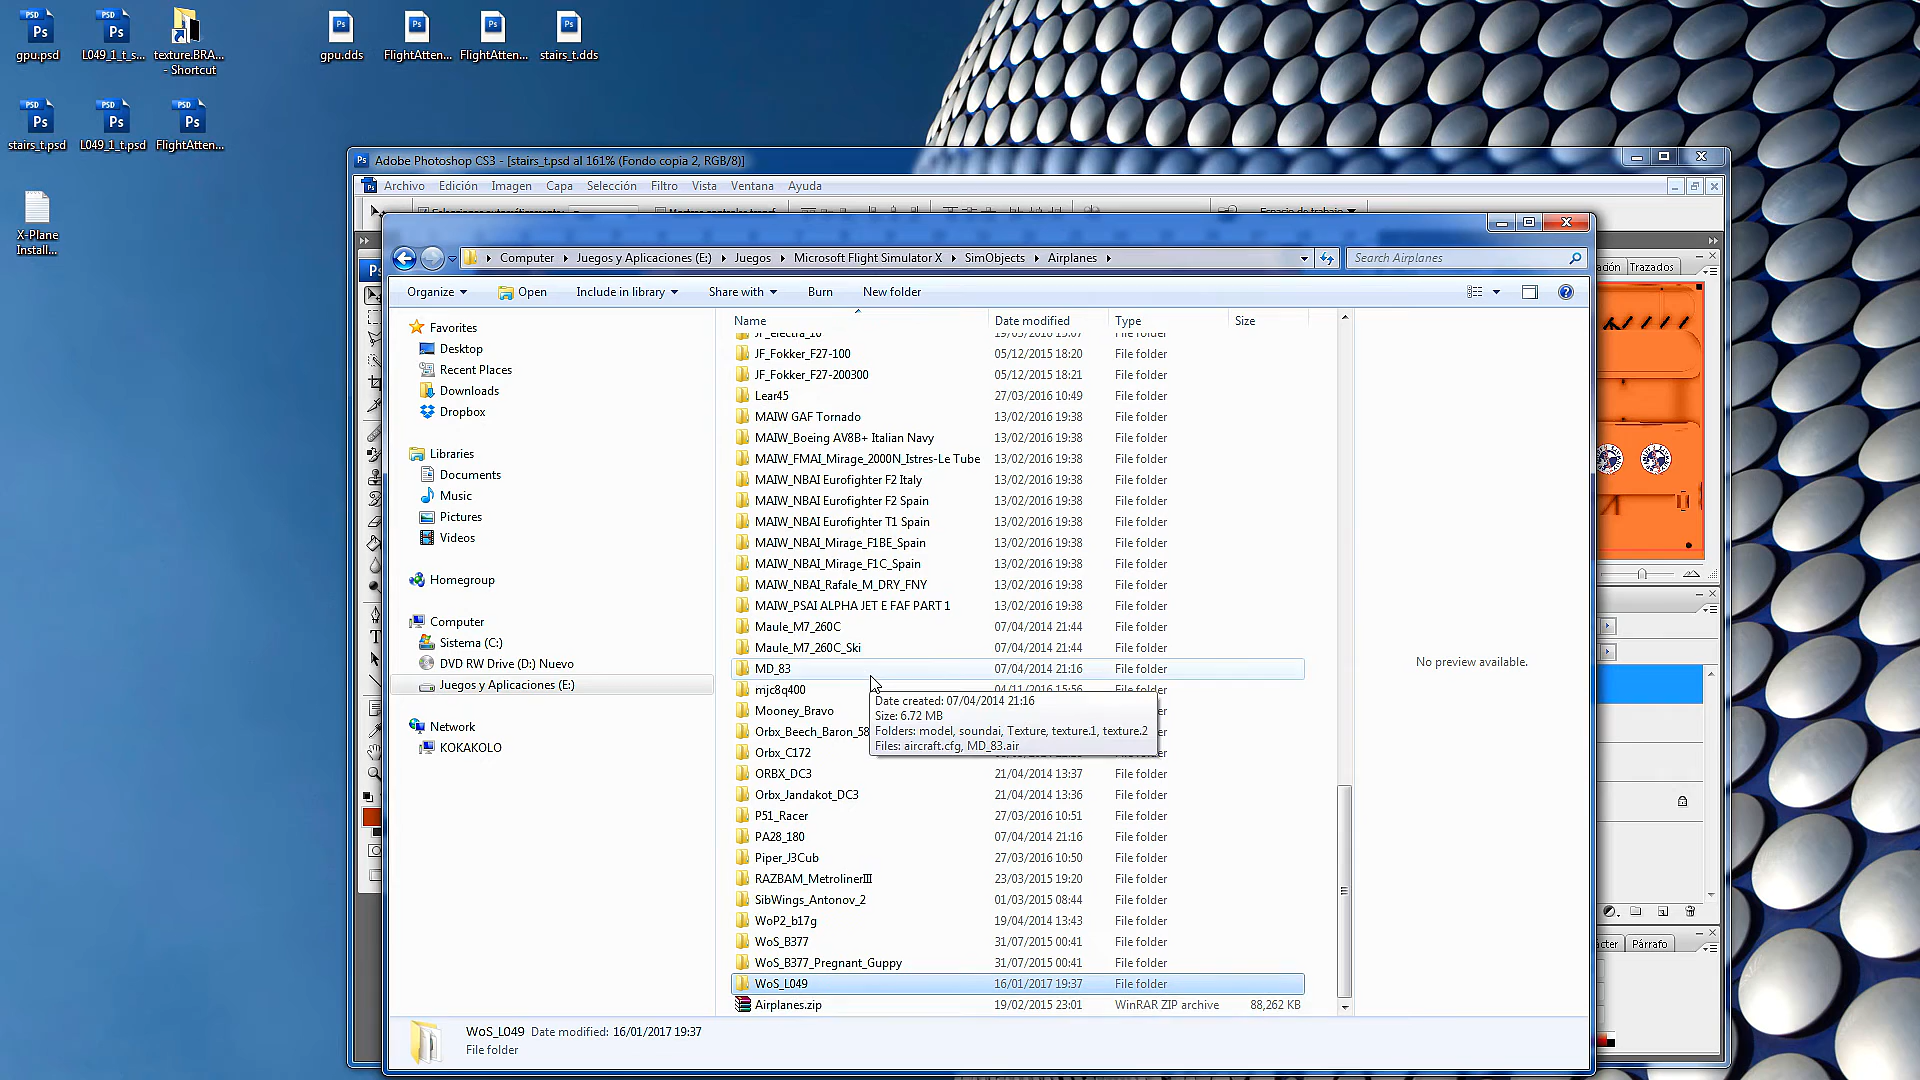 gpu.psd
L049_1_t_s...
texture.BRA...
- Shortcut
gpu.dds
FlightAtten...
FlightAtten...
stairs_t.dds
stairs_t.psd
L049_1_t.psd
FlightAtten...
X-Plane
Install...
Adobe Photoshop CS3 - [stairs_t.psd al 161% (Fondo copia 2, RGB/8)]
Archivo Edición Imagen Capa Selección Filtro Vista Ventana Ayuda
Computer Juegos y Aplicaciones (E:) Juegos Microsoft Flight Simulator X SimObjects Airplanes
Search Airplanes
Trazados
Organize Open Include in library Share with Burn New folder
Favorites
Desktop
Recent Places
Downloads
Dropbox
Libraries
Documents
Music
Pictures
Videos
Homegroup
Computer
Sistema (C:)
DVD RW Drive (D:) Nuevo
Juegos y Aplicaciones (E:)
Network
KOKAKOLO
Name Date modified Type Size
JF_Fokker_F27-100 05/12/2015 18:20 File folder
JF_Fokker_F27-200300 05/12/2015 18:21 File folder
Lear45 27/03/2016 10:49 File folder
MAIW GAF Tornado 13/02/2016 19:38 File folder
MAIW_Boeing AV8B+ Italian Navy 13/02/2016 19:38 File folder
MAIW_FMAI_Mirage_2000N_Istres-Le Tube 13/02/2016 19:38 File folder
MAIW_NBAI Eurofighter F2 Italy 13/02/2016 19:38 File folder
MAIW_NBAI Eurofighter F2 Spain 13/02/2016 19:38 File folder
MAIW_NBAI Eurofighter T1 Spain 13/02/2016 19:38 File folder
MAIW_NBAI_Mirage_F1BE_Spain 13/02/2016 19:38 File folder
MAIW_NBAI_Mirage_F1C_Spain 13/02/2016 19:38 File folder
MAIW_NBAI_Rafale_M_DRY_FNY 13/02/2016 19:38 File folder
MAIW_PSAI ALPHA JET E FAF PART 1 13/02/2016 19:38 File folder
Maule_M7_260C 07/04/2014 21:44 File folder
Maule_M7_260C_Ski 07/04/2014 21:44 File folder
MD_83 07/04/2014 21:16 File folder
mjc8q400 04/11/2016 15:56 File folder
Mooney_Bravo
Orbx_Beech_Baron_58
Orbx_C172
Date created: 07/04/2014 21:16
Size: 6.72 MB
Folders: model, soundai, Texture, texture.1, texture.2
Files: aircraft.cfg, MD_83.air
ORBX_DC3 21/04/2014 13:37 File folder
Orbx_Jandakot_DC3 21/04/2014 13:36 File folder
P51_Racer 27/03/2016 10:51 File folder
PA28_180 07/04/2014 21:16 File folder
Piper_J3Cub 27/03/2016 10:50 File folder
RAZBAM_MetrolinerIII 23/03/2015 19:20 File folder
SibWings_Antonov_2 01/03/2015 08:44 File folder
WoP2_b17g 19/04/2014 13:43 File folder
WoS_B377 31/07/2015 00:41 File folder
WoS_B377_Pregnant_Guppy 31/07/2015 00:41 File folder
WoS_L049 16/01/2017 19:37 File folder
Airplanes.zip 19/02/2015 23:01 WinRAR ZIP archive 88,262 KB
No preview available.
Párrafo
WoS_L049 Date modified: 16/01/2017 19:37
File folder